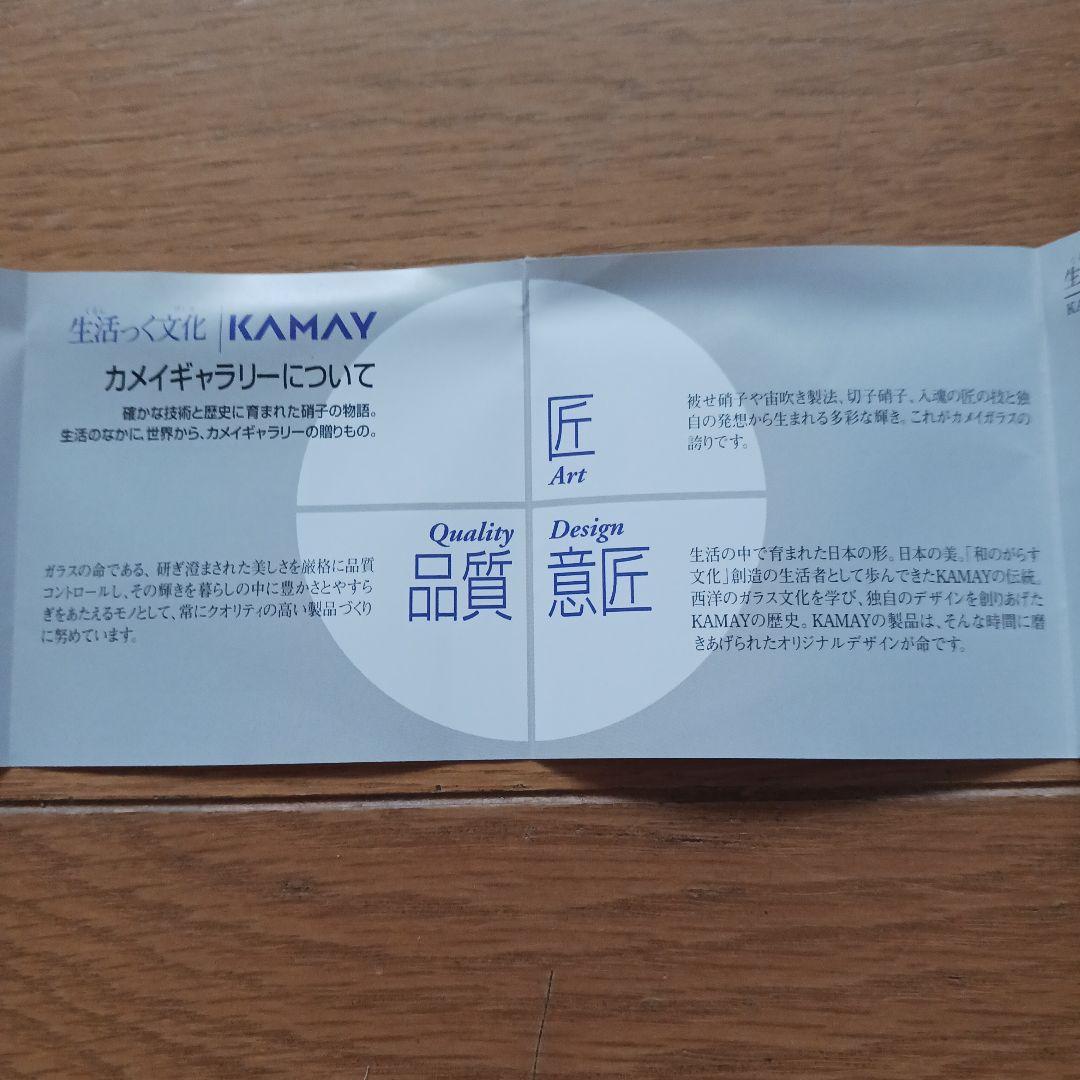 生活っく文化 | KAMAY
カメイギャラリーについて
確かな技術と歴史に育まれた硝子の物語。
生活のなかに、世界から、カメイギャラリーの贈りもの。
匠
Art
被せ硝子や宙吹き製法、切子硝子、入魂の匠の技と独
自の発想から生まれる多彩な輝き。これがカメイガラスの
誇りです。
Quality
品質
ガラスの命である、研ぎ澄まされた美しさを厳格に品質
コントロールし、その輝きを暮らしの中に豊かさとやすら
ぎをあたえるモノとして、常にクオリティの高い製品づくり
に努めています。
Design
意匠
生活の中で育まれた日本の形。日本の美。「和のがらす
文化」創造の生活者として歩んできたKAMAYの伝統。
西洋のガラス文化を学び、独自のデザインを創りあげた
KAMAYの歴史。KAMAYの製品は、そんな時間に磨
きあげられたオリジナルデザインが命です。